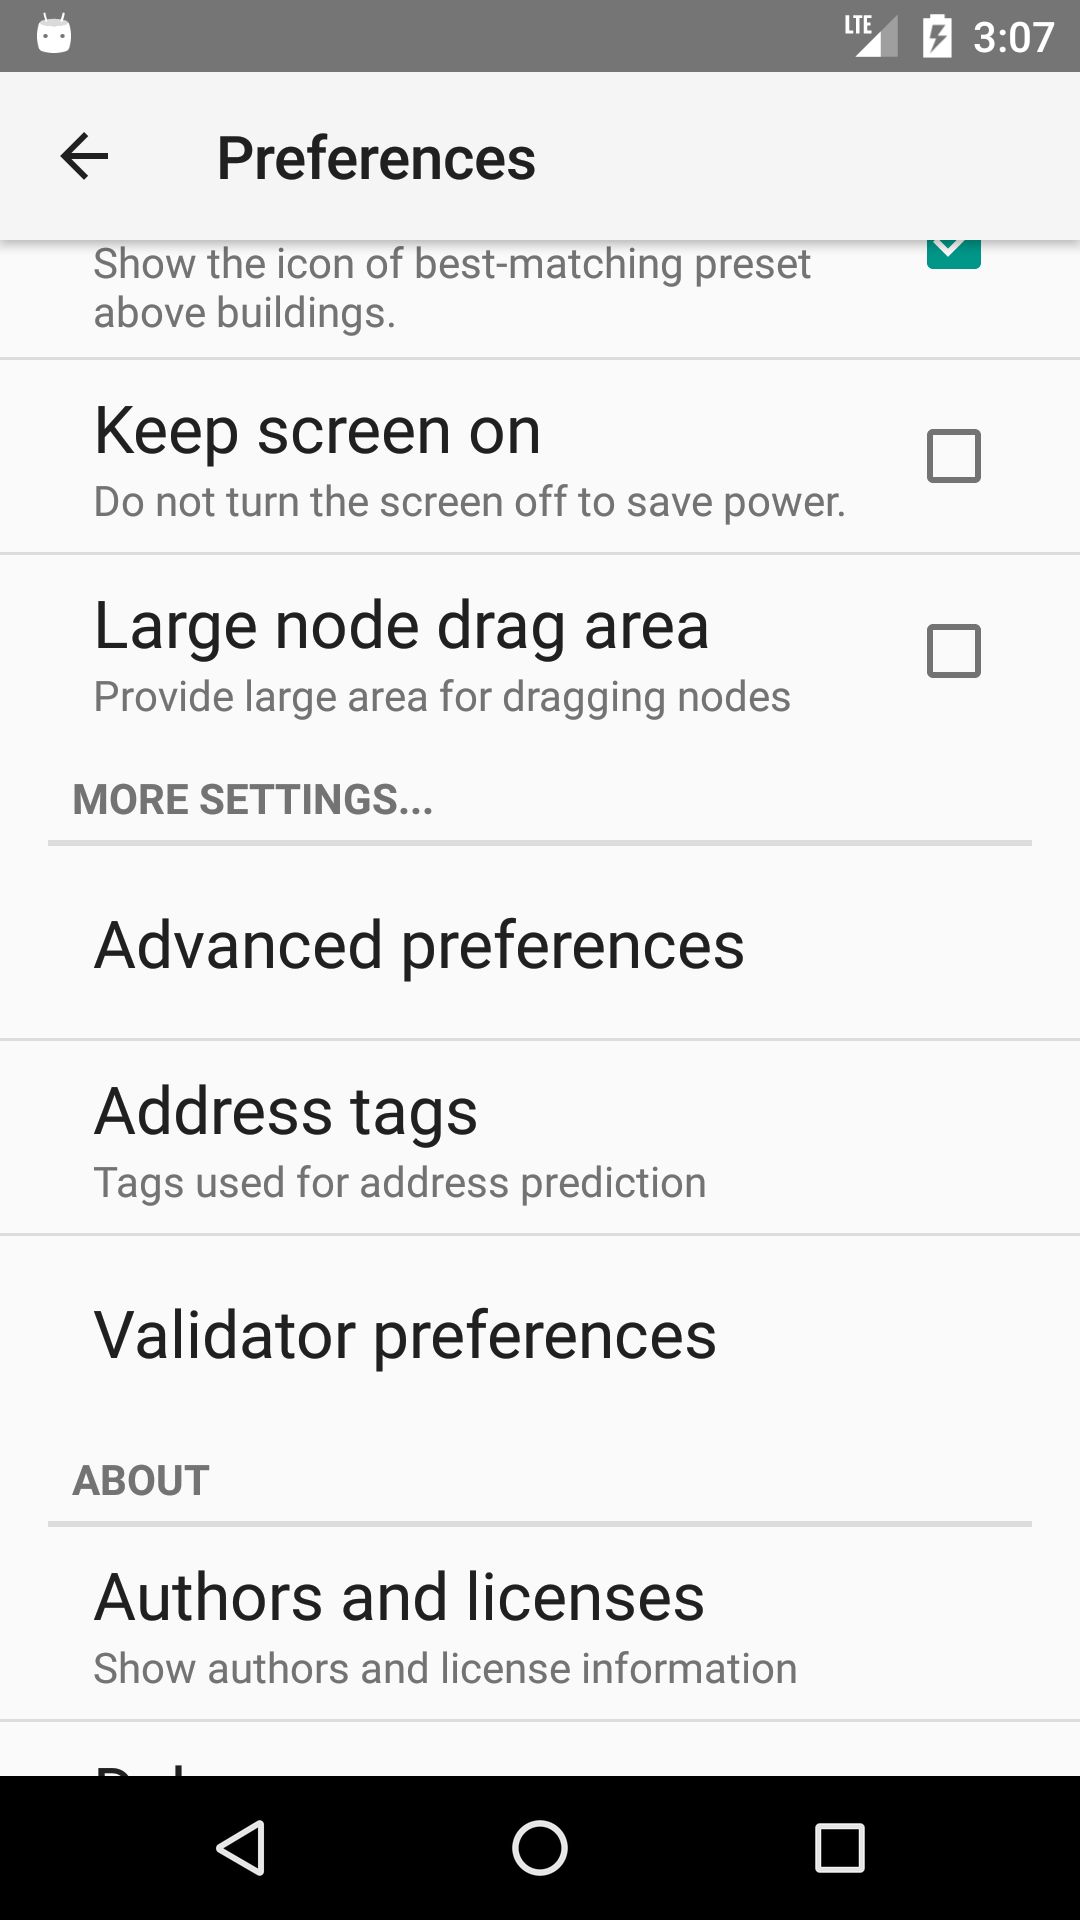 LTE 3:07
Preferences
Show the icon of best-matching preset
above buildings.
Keep screen on
Do not turn the screen off to save power.
Large node drag area
Provide large area for dragging nodes
MORE SETTINGS...
Advanced preferences
Address tags
Tags used for address prediction
Validator preferences
ABOUT
Authors and licenses
Show authors and license information